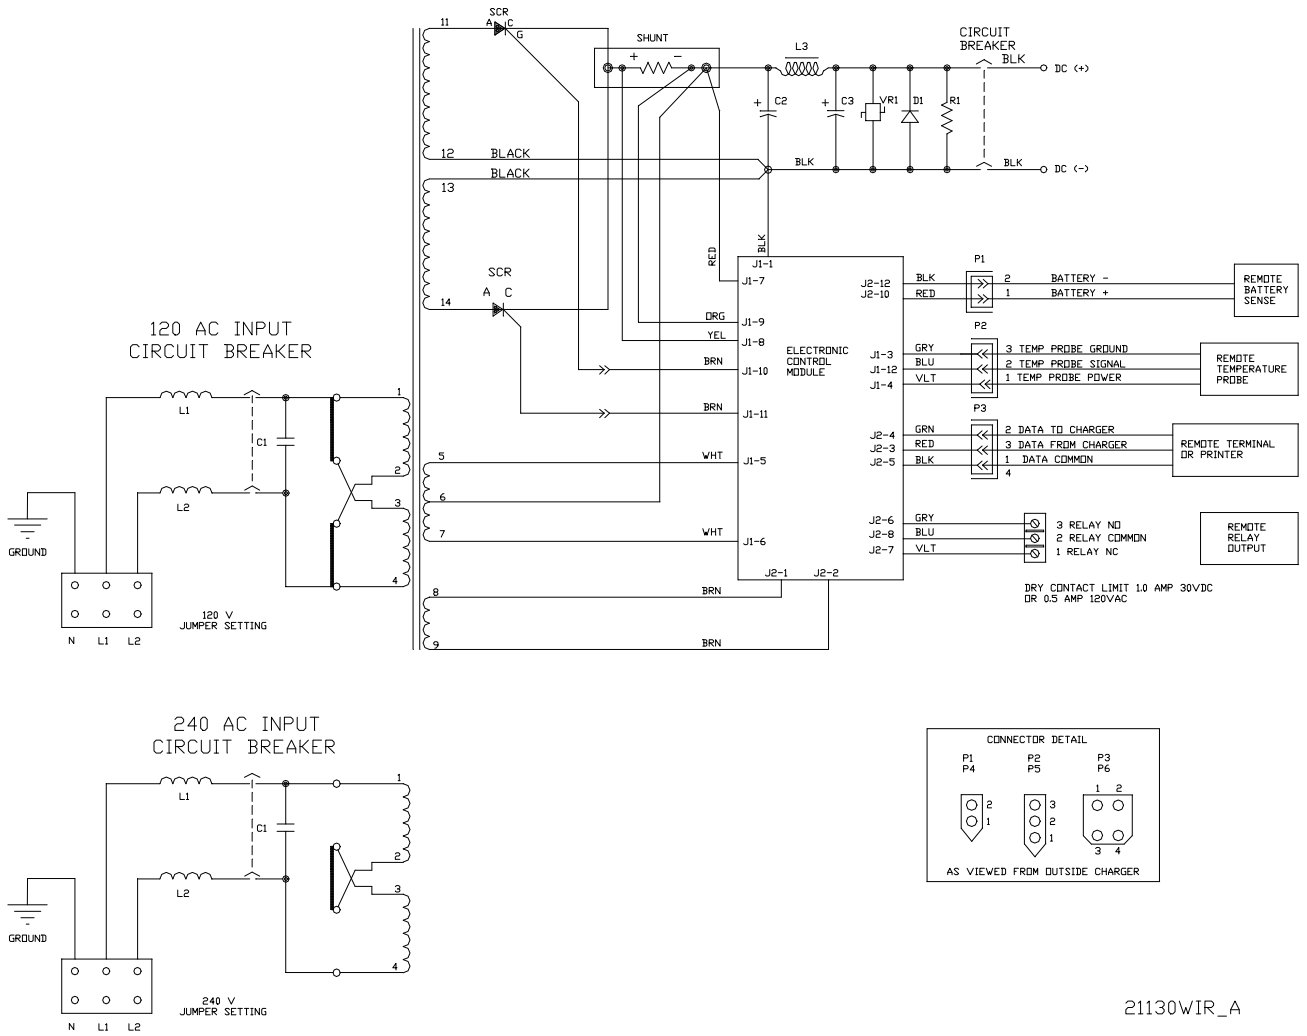 11
SCR
A C
G
SHUNT
+ -
L3
CIRCUIT
BREAKER
BLK
DC (+)
+ C2
+ C3
VR1
D1
R1
12 BLACK
BLK
BLK
DC (-)
BLACK
13
RED
BLK
J1-1
J1-7
SCR
A C
14
ORG
J1-9
YEL
J1-8
BRN
J1-10
BRN
J1-11
WHT
J1-5
WHT
J1-6
ELECTRONIC
CONTROL
MODULE
J2-12 BLK
J2-10 RED
P1
2 BATTERY -
1 BATTERY +
REMOTE
BATTERY
SENSE
P2
J1-3 GRY
J1-12 BLU
J1-4 VLT
3 TEMP PROBE GROUND
2 TEMP PROBE SIGNAL
1 TEMP PROBE POWER
REMOTE
TEMPERATURE
PROBE
P3
J2-4 GRN
J2-3 RED
J2-5 BLK
2 DATA TO CHARGER
3 DATA FROM CHARGER
1 DATA COMMON
4
REMOTE TERMINAL
OR PRINTER
J2-6 GRY
J2-8 BLU
J2-7 VLT
3 RELAY NO
2 RELAY COMMON
1 RELAY NC
REMOTE
RELAY
OUTPUT
DRY CONTACT LIMIT 1.0 AMP 30VDC
OR 0.5 AMP 120VAC
J2-1
J2-2
BRN
BRN
5
6
7
8
9
120 AC INPUT
CIRCUIT BREAKER
L1
C1
L2
1
2
3
4
GROUND
N L1 L2
120 V
JUMPER SETTING
240 AC INPUT
CIRCUIT BREAKER
L1
C1
L2
1
2
3
4
GROUND
N L1 L2
240 V
JUMPER SETTING
CONNECTOR DETAIL
P1
P4
2
1
P2
P5
3
2
1
P3
P6
1 2
3 4
AS VIEWED FROM OUTSIDE CHARGER
21130WIR_A